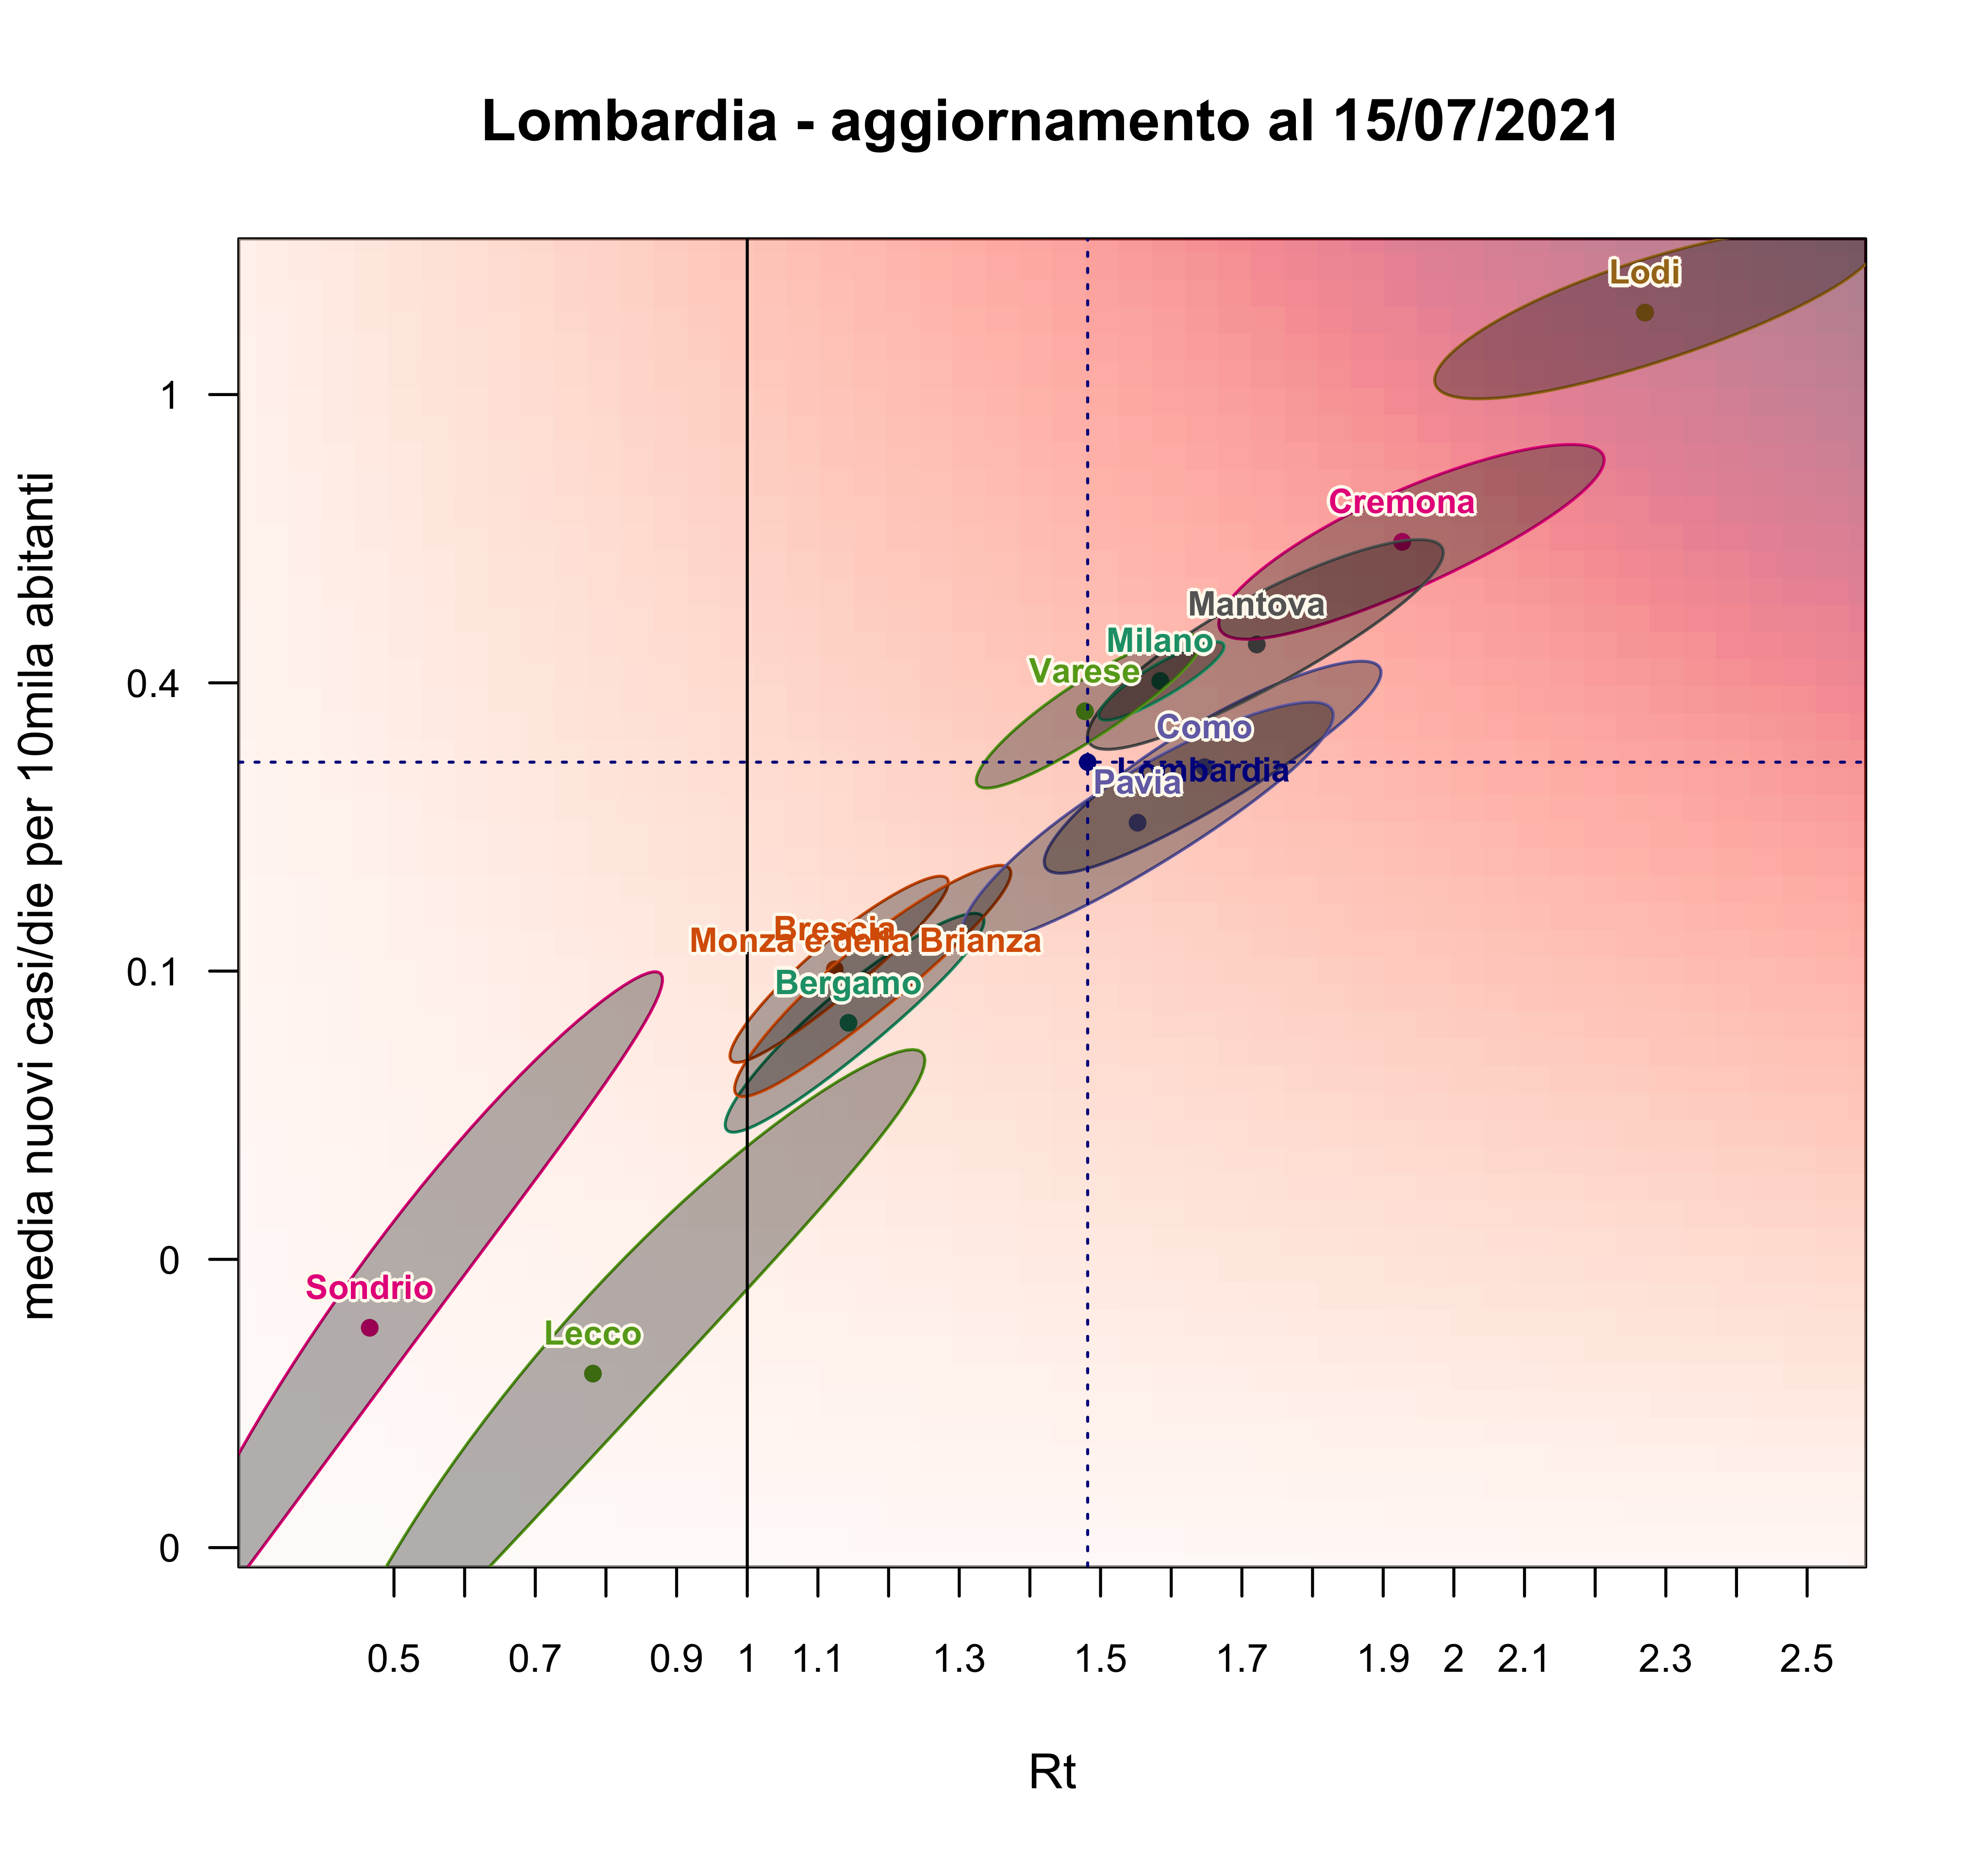 Lombardia - aggiornamento al 15/07/2021
media nuovi casi/die per 10mila abitanti
1
0.4
0.1
0
0
Lodi
Cremona
Mantova
Milano
Varese
Como
Lombardia
Pavia
Brescia
Monza e della Brianza
Bergamo
Sondrio
Lecco
0.5 0.7 0.9 1 1.1 1.3 1.5 1.7 1.9 2 2.1 2.3 2.5
Rt